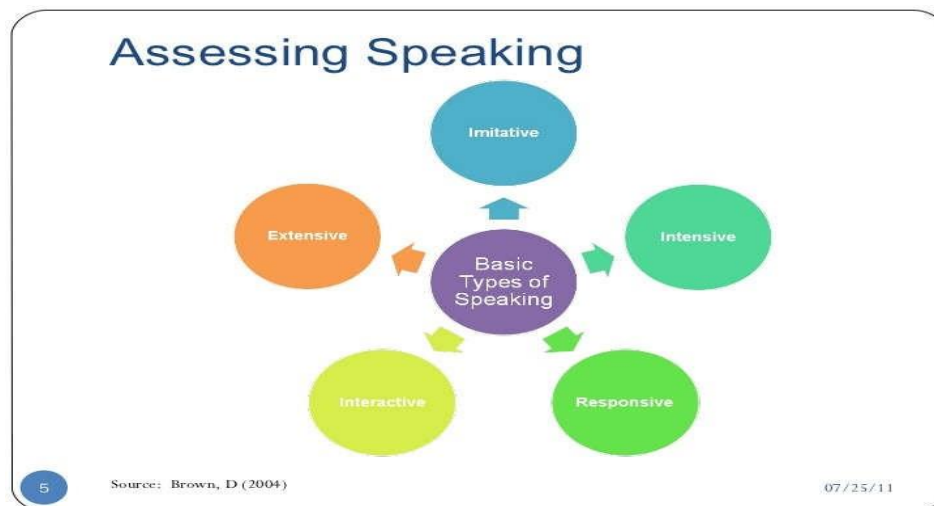 Assessing Speaking
Imitative
Extensive
Intensive
Basic
Types of
Speaking
Interactive
Responsive
5
Source: Brown, D (2004)
07/25/11